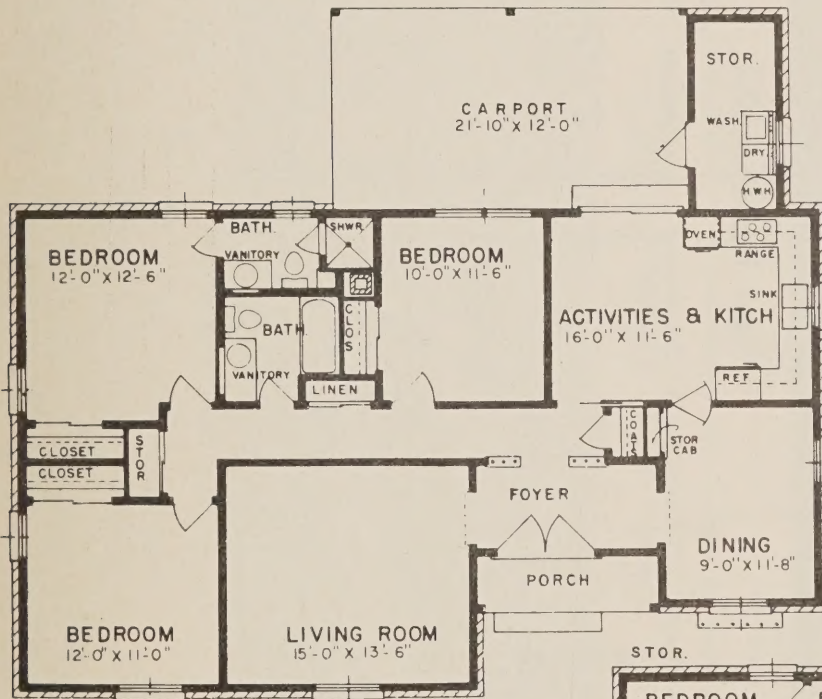 STOR.
CARPORT
21'-10" X 12'-0"
WASH.
DRY.
HWH
BEDROOM
12'-0" X 12'-6"
BATH.
VANITORY
SHWR.
BEDROOM
10'-0" X 11'-6"
OVEN
RANGE
SINK
ACTIVITIES & KITCH
16'-0" X 11'-6"
REF.
BATH.
VANITORY
CLOS
LINEN
CLOSET
CLOSET
STOR
COATS
STOR
CAB
FOYER
DINING
9'-0" X 11'-8"
PORCH
BEDROOM
12'-0" X 11'-0"
LIVING ROOM
15'-0" X 13'-6"
STOR.
BEDROOM